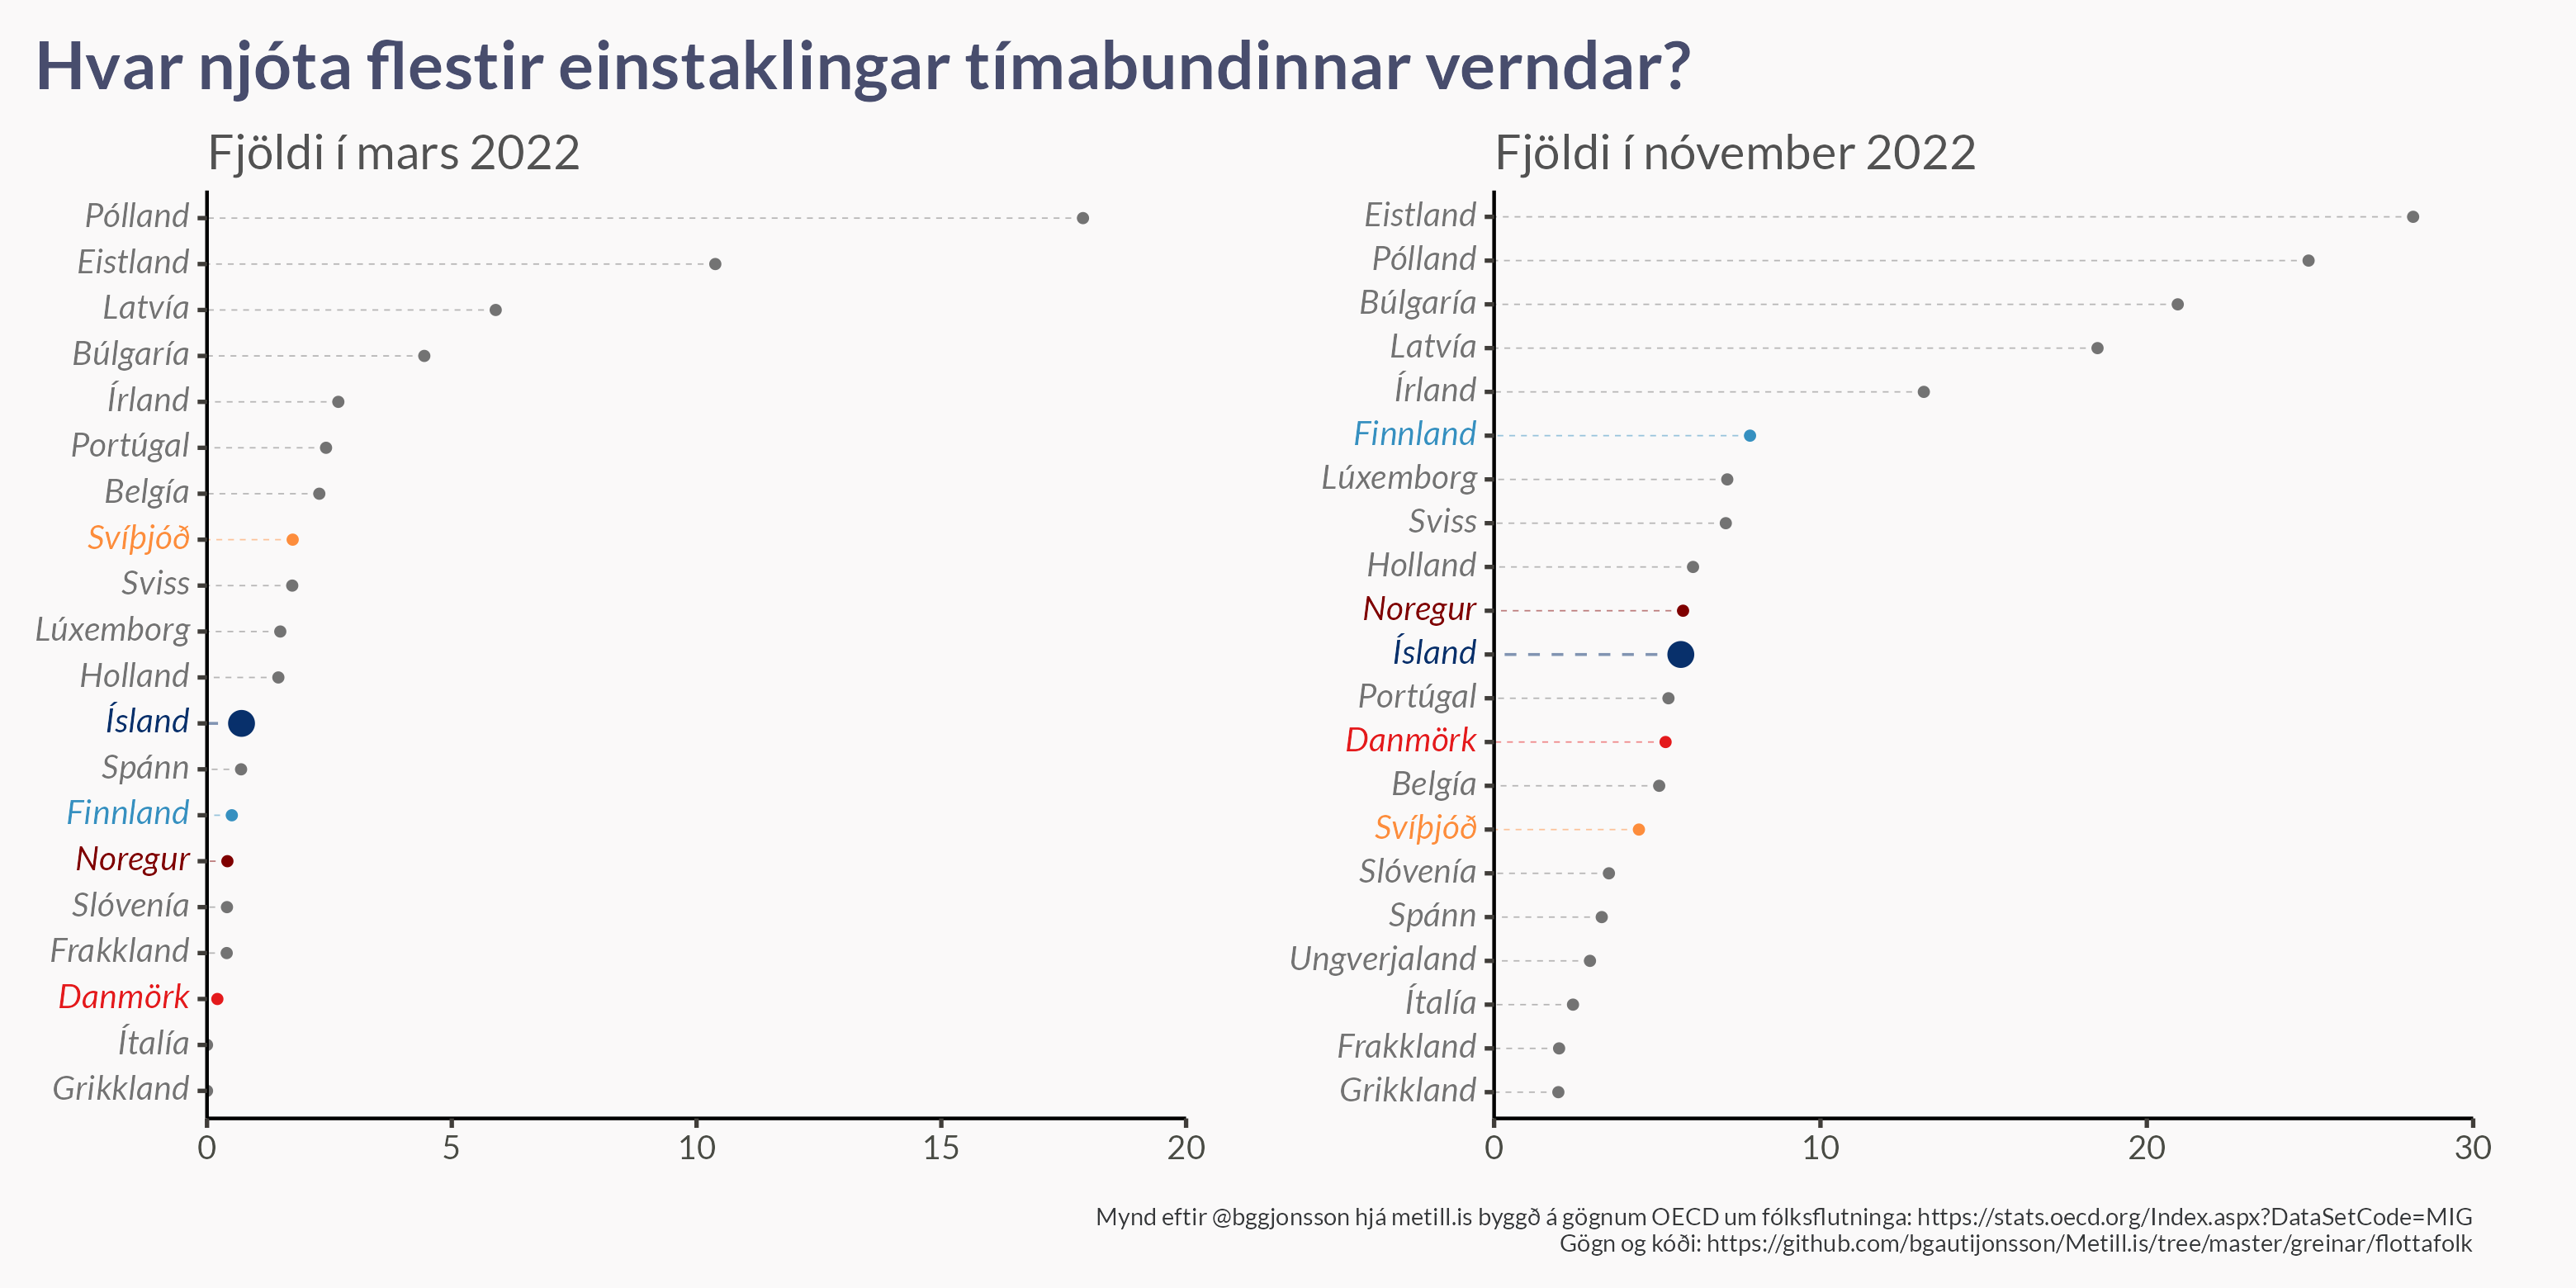 Hvar njóta flestir einstaklingar tímabundinnar verndar?
Fjöldi í mars 2022
Pólland
Eistland
Latvía
Búlgaría
Írland
Portúgal
Belgía
Svíþjóð
Sviss
Lúxemborg
Holland
Ísland
Spánn
Finnland
Noregur
Slóvenía
Frakkland
Danmörk
Ítalía
Grikkland
0 5 10 15 20
Fjöldi í nóvember 2022
Eistland
Pólland
Búlgaría
Latvía
Írland
Finnland
Lúxemborg
Sviss
Holland
Noregur
Ísland
Portúgal
Danmörk
Belgía
Svíþjóð
Slóvenía
Spánn
Ungverjaland
Ítalía
Frakkland
Grikkland
0 10 20 30
Mynd eftir @bggjonsson hjá metill.is byggð á gögnum OECD um fólksflutninga: https://stats.oecd.org/Index.aspx?DataSetCode=MIG
Gögn og kóði: https://github.com/bgautijonsson/Metill.is/tree/master/greinar/flottafolk